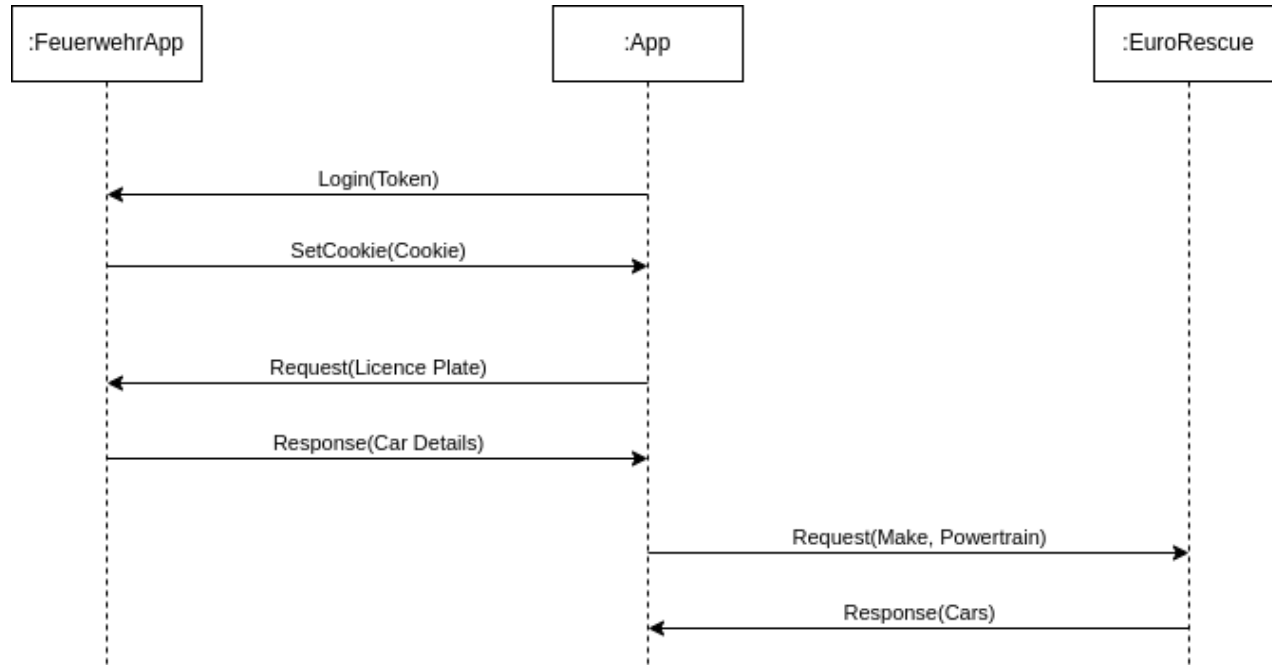 :FeuerwehrApp
:App
:EuroRescue
Login(Token)
SetCookie(Cookie)
Request(Licence Plate)
Response(Car Details)
Request(Make, Powertrain)
Response(Cars)